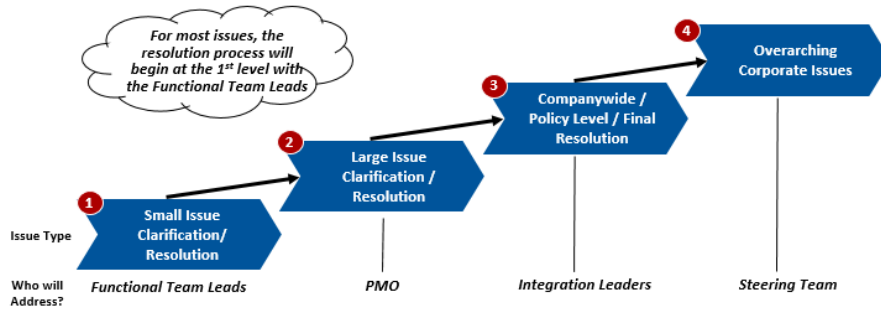 For most issues, the
resolution process will
begin at the 1st level with
the Functional Team Leads
4
Overarching
Corporate Issues
3
Companywide /
Policy Level / Final
Resolution
2
Large Issue
Clarification /
Resolution
1
Small Issue
Clarification/
Resolution
Issue Type
Who will
Address?
Functional Team Leads
PMO
Integration Leaders
Steering Team